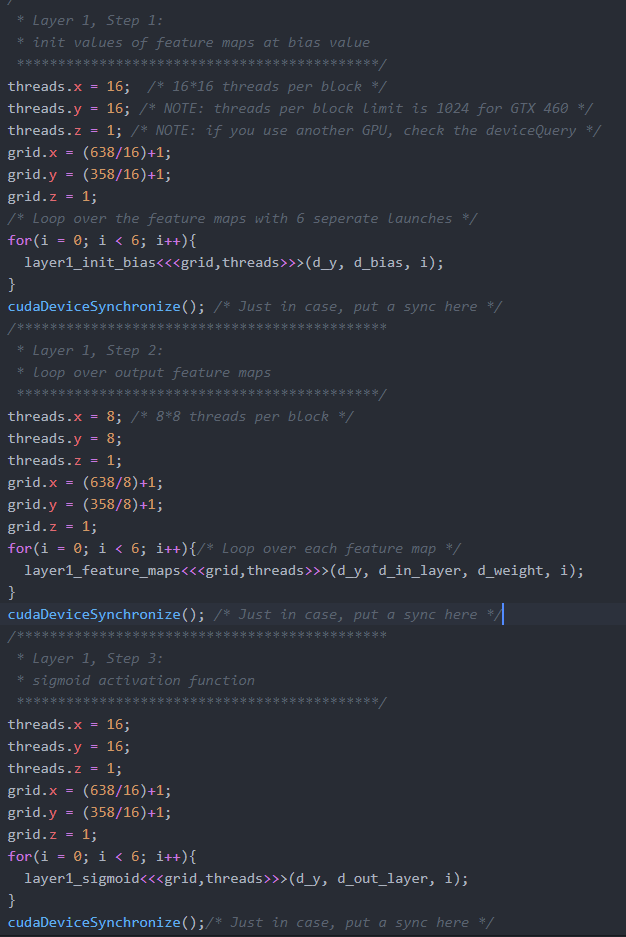 /
 * Layer 1, Step 1:
 * init values of feature maps at bias value
 ********************************************/
threads.x = 16;  /* 16*16 threads per block */
threads.y = 16; /* NOTE: threads per block limit is 1024 for GTX 460 */
threads.z = 1; /* NOTE: if you use another GPU, check the deviceQuery */
grid.x = (638/16)+1;
grid.y = (358/16)+1;
grid.z = 1;
/* Loop over the feature maps with 6 seperate launches */
for(i = 0; i < 6; i++){
  layer1_init_bias<<<grid,threads>>>(d_y, d_bias, i);
}
cudaDeviceSynchronize(); /* Just in case, put a sync here */
/*********************************************
 * Layer 1, Step 2:
 * loop over output feature maps
 ********************************************/
threads.x = 8; /* 8*8 threads per block */
threads.y = 8;
threads.z = 1;
grid.x = (638/8)+1;
grid.y = (358/8)+1;
grid.z = 1;
for(i = 0; i < 6; i++){/* Loop over each feature map */
  layer1_feature_maps<<<grid,threads>>>(d_y, d_in_layer, d_weight, i);
}
cudaDeviceSynchronize(); /* Just in case, put a sync here */
/*********************************************
 * Layer 1, Step 3:
 * sigmoid activation function
 ********************************************/
threads.x = 16;
threads.y = 16;
threads.z = 1;
grid.x = (638/16)+1;
grid.y = (358/16)+1;
grid.z = 1;
for(i = 0; i < 6; i++){
  layer1_sigmoid<<<grid,threads>>>(d_y, d_out_layer, i);
}
cudaDeviceSynchronize();/* Just in case, put a sync here */